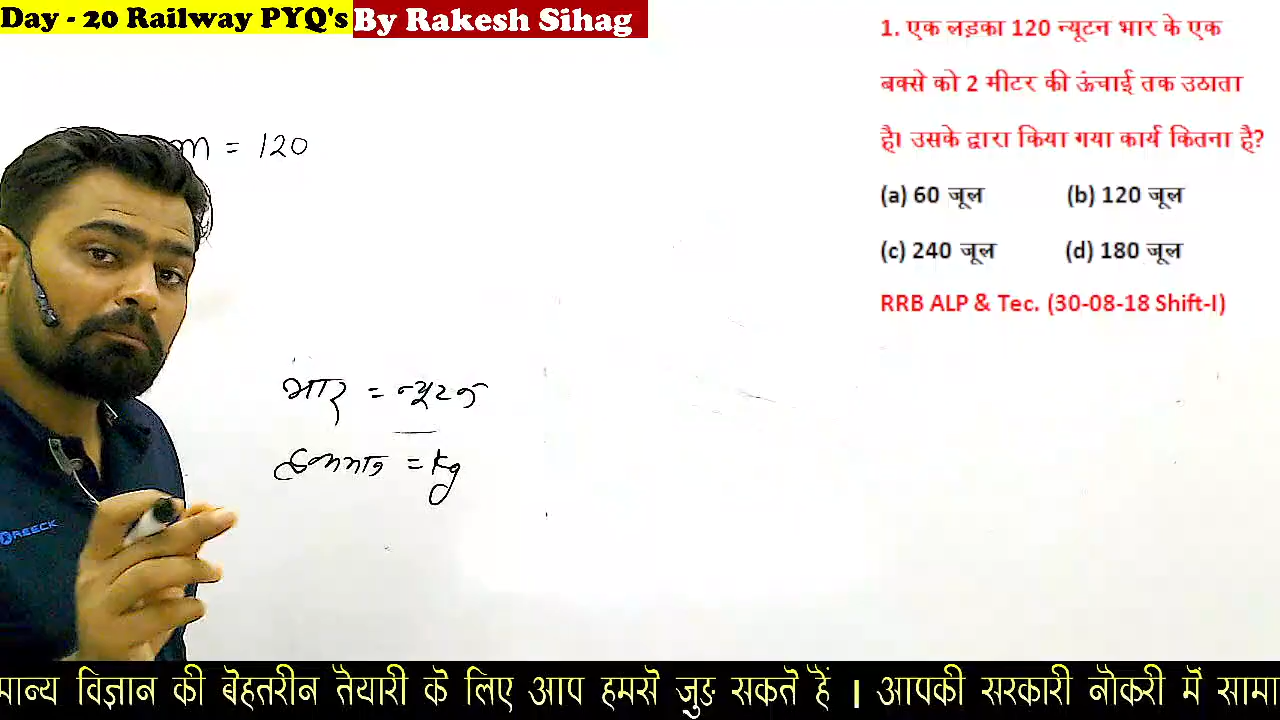 Day - 20 Railway PYQ's By Rakesh Sihag
1. एक लड़का 120 न्यूटन भार के एक
बक्से को 2 मीटर की ऊंचाई तक उठाता
है। उसके द्वारा किया गया कार्य कितना है?
(a) 60 जूल (b) 120 जूल
(c) 240 जूल (d) 180 जूल
RRB ALP & Tec. (30-08-18 Shift-I)
m = 120
भार = न्यूटन
= kg
REECK
मान्य विज्ञान की बेहतरीन तैयारी के लिए आप हमसे जुड़ सकते हैं । आपकी सरकारी नौकरी में सामा